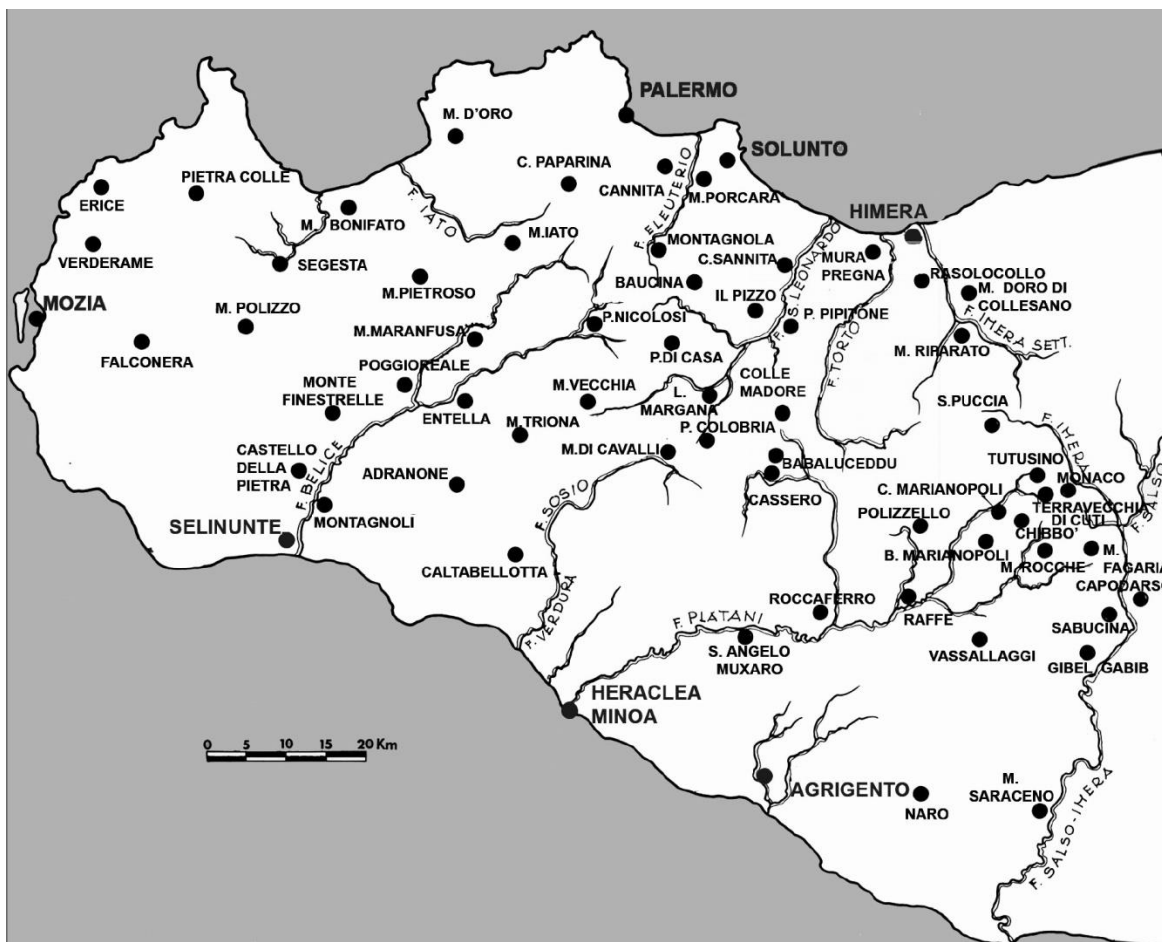 PALERMO
M. D'ORO
SOLUNTO
C. PAPARINA
CANNITA
M.PORCARA
PIETRA COLLE
ERICE
F. IATO
F. ELEUTERIO
HIMERA
M. BONIFATO
M.IATO
MONTAGNOLA
C.SANNITA
F. S. LEONARDO
MURA
PREGNA
VERDERAME
SEGESTA
BAUCINA
RASOLOCOLLO
M. DORO DI
COLLESANO
M.PIETROSO
IL PIZZO
MOZIA
M. POLIZZO
P.NICOLOSI
P. PIPITONE
F. IHERA SETT.
M.MARANFUSA
P.DI CASA
F. TORTO
M. RIPARATO
FALCONERA
POGGIOREALE
MONTE
FINESTRELLE
M.VECCHIA
L.
MARGANA
COLLE
MADORE
S.PUCCIA
ENTELLA
M.TRIONA
P. COLOBRIA
F. IHERA
CASTELLO
DELLA
PIETRA
F. BELICE
M.DI CAVALLI
BABALUCEDDU
TUTUSINO
MONACO
F. SALSO
ADRANONE
CASSERO
C. MARIANOPOLI
TERRAVECCHIA
DI CUTI
MONTAGNOLI
F. SOSIO
POLIZZELLO
CHIBBO'
SELINUNTE
B. MARIANOPOLI
M. ROCCHE
M.
FAGARIA
CALTABELLOTTA
CAPODARSO
F. VERDURA
ROCCAFERRO
RAFFE
SABUCINA
F. PLATANI
S. ANGELO
MUXARO
VASSALLAGGI
GIBEL GABIB
HERACLEA
MINOA
0 5 10 15 20 Km
AGRIGENTO
NARO
M.
SARACENO
F. SALSO-IHERA